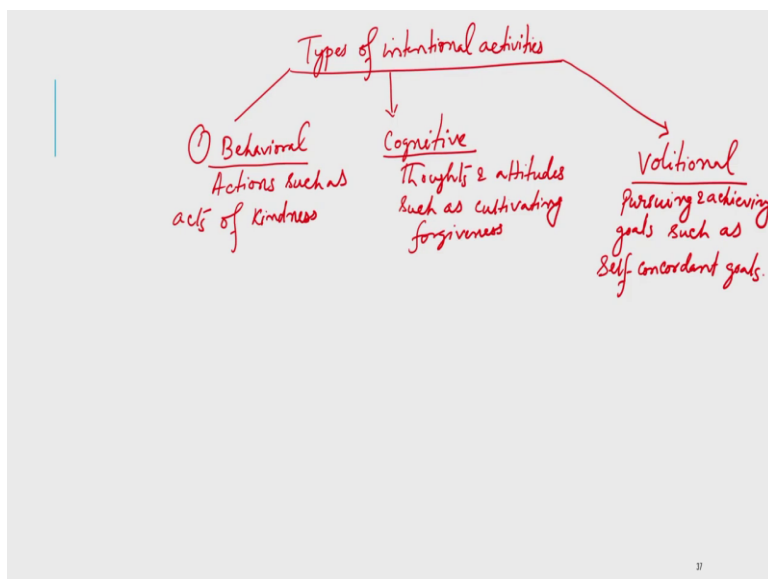 Types of intentional activities
① Behavioral
Actions such as
acts of kindness
Cognitive
Thoughts & attitudes
such as cultivating
forgiveness
Volitional
Pursuing & achieving
goals such as
Self-concordant goals.
37